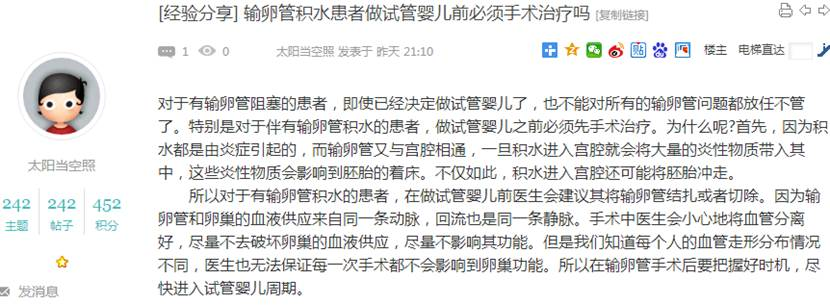 [经验分享] 输卵管积水患者做试管婴儿前必须手术治疗吗 [复制链接]
1 0 太阳当空照 发表于 昨天 21:10 楼主 电梯直达
太阳当空照
242 242 452
主题 帖子 积分
发消息
对于有输卵管阻塞的患者，即使已经决定做试管婴儿了，也不能对所有的输卵管问题都放任不管
了。特别是对于伴有输卵管积水的患者，做试管婴儿之前必须先手术治疗。为什么呢?首先，因为积
水都是由炎症引起的，而输卵管又与宫腔相通，一旦积水进入宫腔就会将大量的炎性物质带入其
中，这些炎性物质会影响到胚胎的着床。不仅如此，积水进入宫腔还可能将胚胎冲走。
所以对于有输卵管积水的患者，在做试管婴儿前医生会建议其将输卵管结扎或者切除。因为输
卵管和卵巢的血液供应来自同一条动脉，回流也是同一条静脉。手术中医生会小心地将血管分离
好，尽量不去破坏卵巢的血液供应，尽量不影响其功能。但是我们知道每个人的血管走形分布情况
不同，医生也无法保证每一次手术都不会影响到卵巢功能。所以在输卵管手术后要把握好时机，尽
快进入试管婴儿周期。